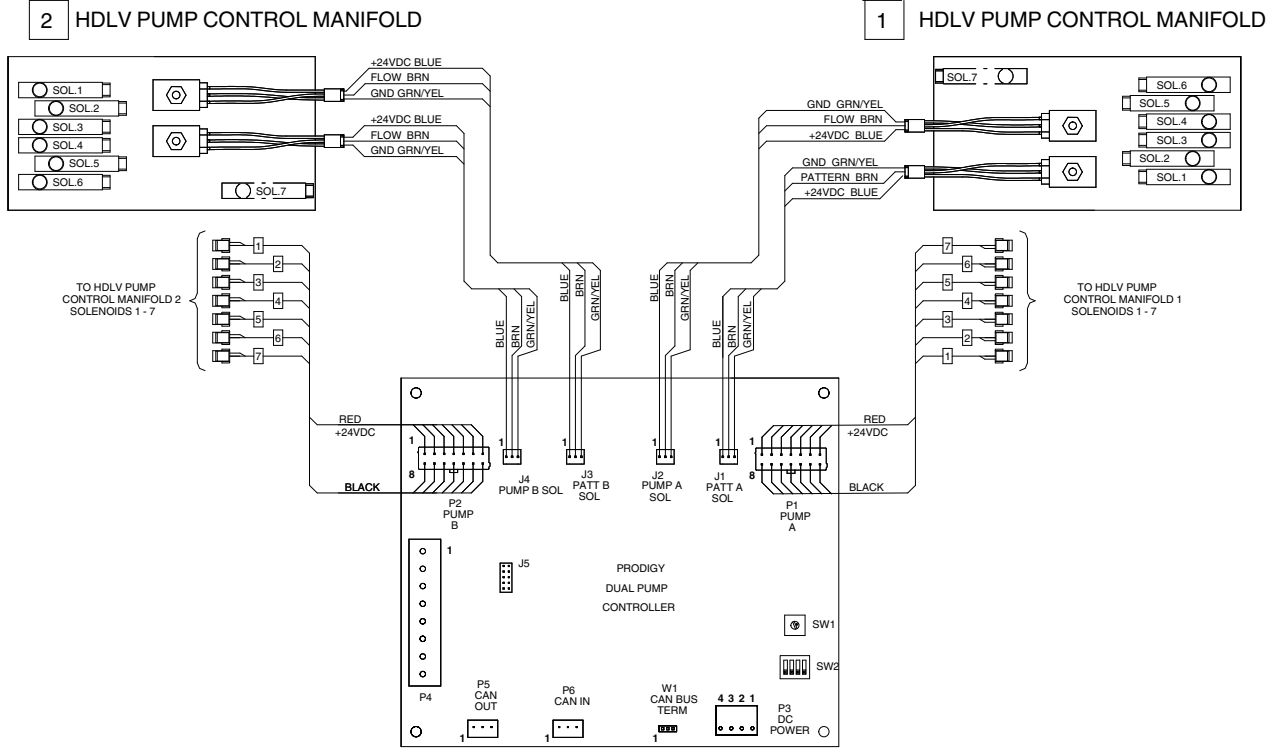 2 HDLV PUMP CONTROL MANIFOLD
1 HDLV PUMP CONTROL MANIFOLD
SOL.1
SOL.2
SOL.3
SOL.4
SOL.5
SOL.6
SOL.7
+24VDC BLUE
FLOW BRN
GND GRN/YEL
+24VDC BLUE
FLOW BRN
GND GRN/YEL
GND GRN/YEL
FLOW BRN
+24VDC BLUE
GND GRN/YEL
PATTERN BRN
+24VDC BLUE
SOL.7
SOL.6
SOL.5
SOL.4
SOL.3
SOL.2
SOL.1
TO HDLV PUMP
CONTROL MANIFOLD 2
SOLENOIDS 1 - 7
1
2
3
4
5
6
7
BLUE
BRN
GRN/YEL
BLUE
BRN
GRN/YEL
BLUE
BRN
GRN/YEL
BLUE
BRN
GRN/YEL
7
6
5
4
3
2
1
TO HDLV PUMP
CONTROL MANIFOLD 1
SOLENOIDS 1 - 7
RED
+24VDC
BLACK
1
8
P2
PUMP
B
1
J4
PUMP B SOL
1
J3
PATT B
SOL
1
J2
PUMP A
SOL
1
J1
PATT A
SOL
1
8
P1
PUMP
A
RED
+24VDC
BLACK
1
P4
J5
PRODIGY
DUAL PUMP
CONTROLLER
SW1
SW2
P5
CAN
OUT
1
P6
CAN IN
1
W1
CAN BUS
TERM
1
4 3 2 1
P3
DC
POWER